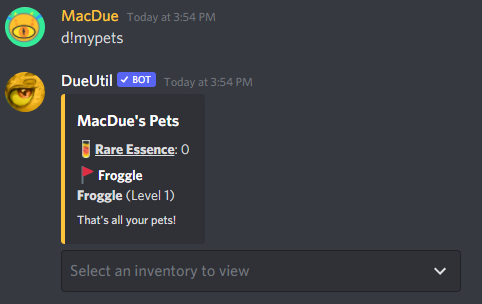 MacDue Today at 3:54 PM
d!mypets
DueUtil ✓ BOT Today at 3:54 PM
MacDue's Pets
Rare Essence: 0
Froggle
Froggle (Level 1)
That's all your pets!
Select an inventory to view